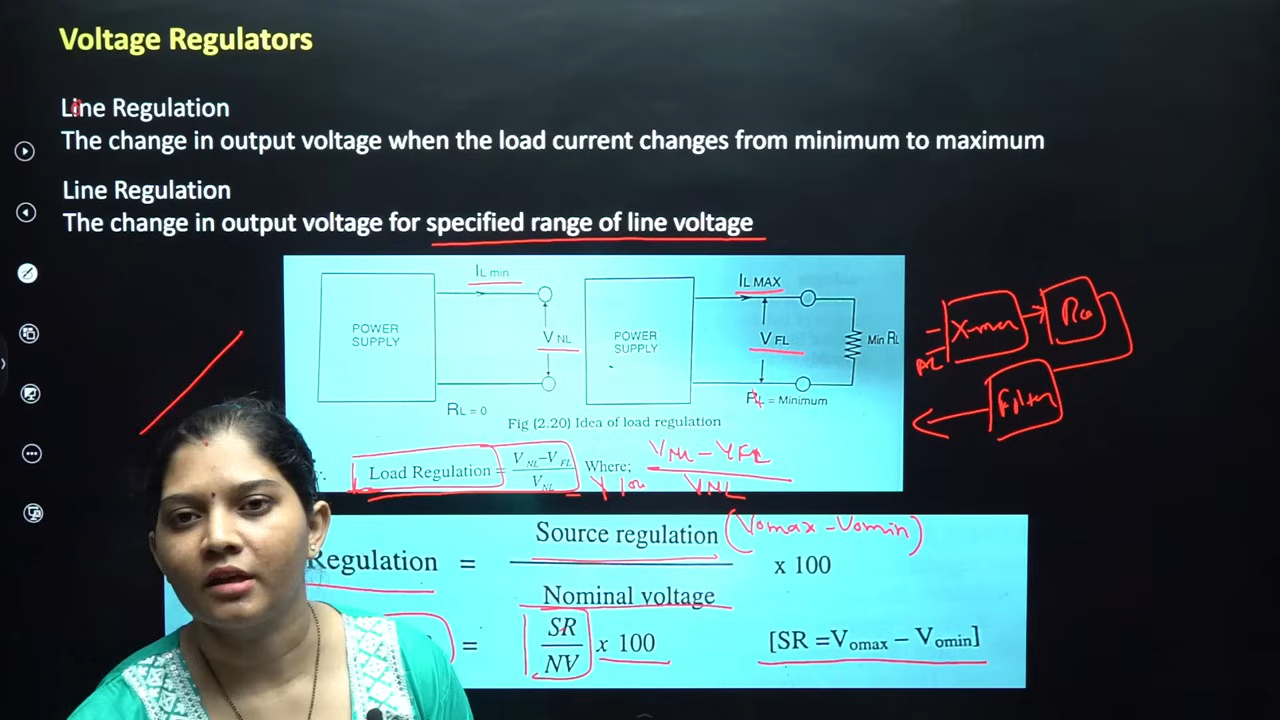 Voltage Regulators
Line Regulation
The change in output voltage when the load current changes from minimum to maximum
Line Regulation
The change in output voltage for specified range of line voltage
IL min
POWER SUPPLY
V NL
RL = 0
IL MAX
POWER SUPPLY
V FL
Min RL
RL = Minimum
Fig (2.20) Idea of load regulation
X-mer
AC
Filter
∴ Load Regulation = VNL–VFL / VNL Where;
VNL – VFL / VNL
Regulation = Source regulation / Nominal voltage x 100
(Vomax – Vomin)
= SR / NV x 100 [SR =Vomax – Vomin]